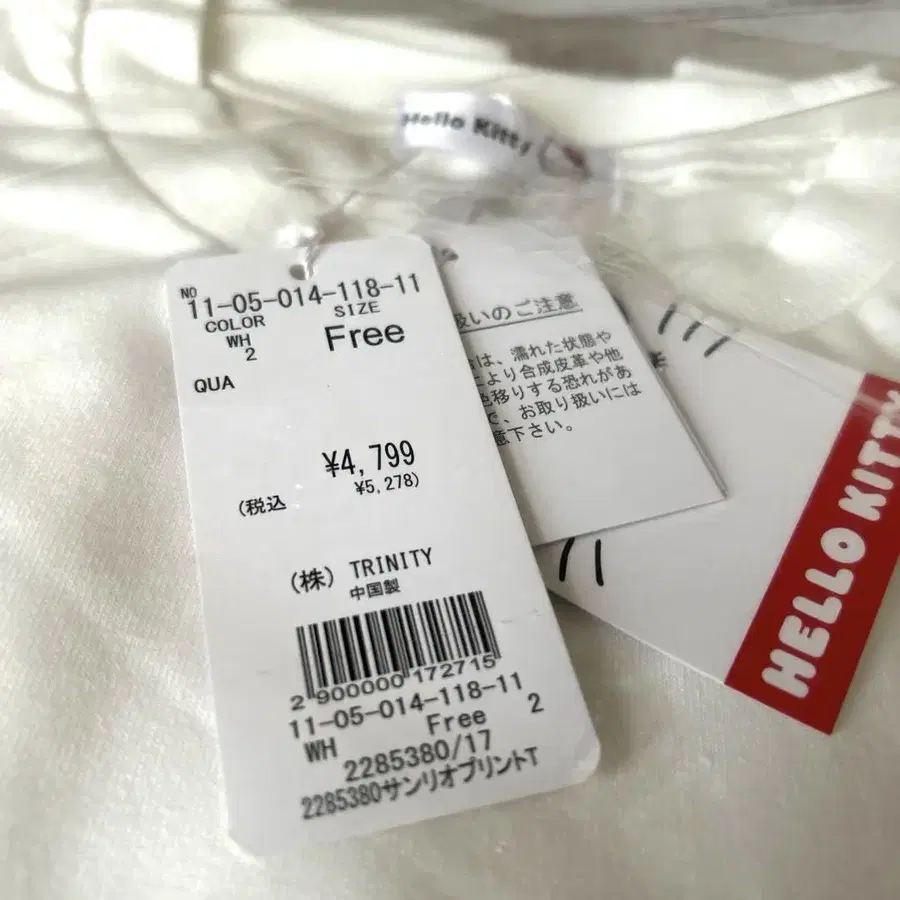 Hello Kitty
NO
11-05-014-118-11
COLOR SIZE
WH Free
2
QUA
¥4,799
(税込 ¥5,278)
(株) TRINITY
中国製
2 900000 172715
11-05-014-118-11
WH Free 2
2285380/17
2285380サンリオプリントT
扱いのご注意
は、濡れた状態や
により合成皮革や他
色移りする恐れがあ
で、お取り扱いには
意下さい。
HELLO KITTY